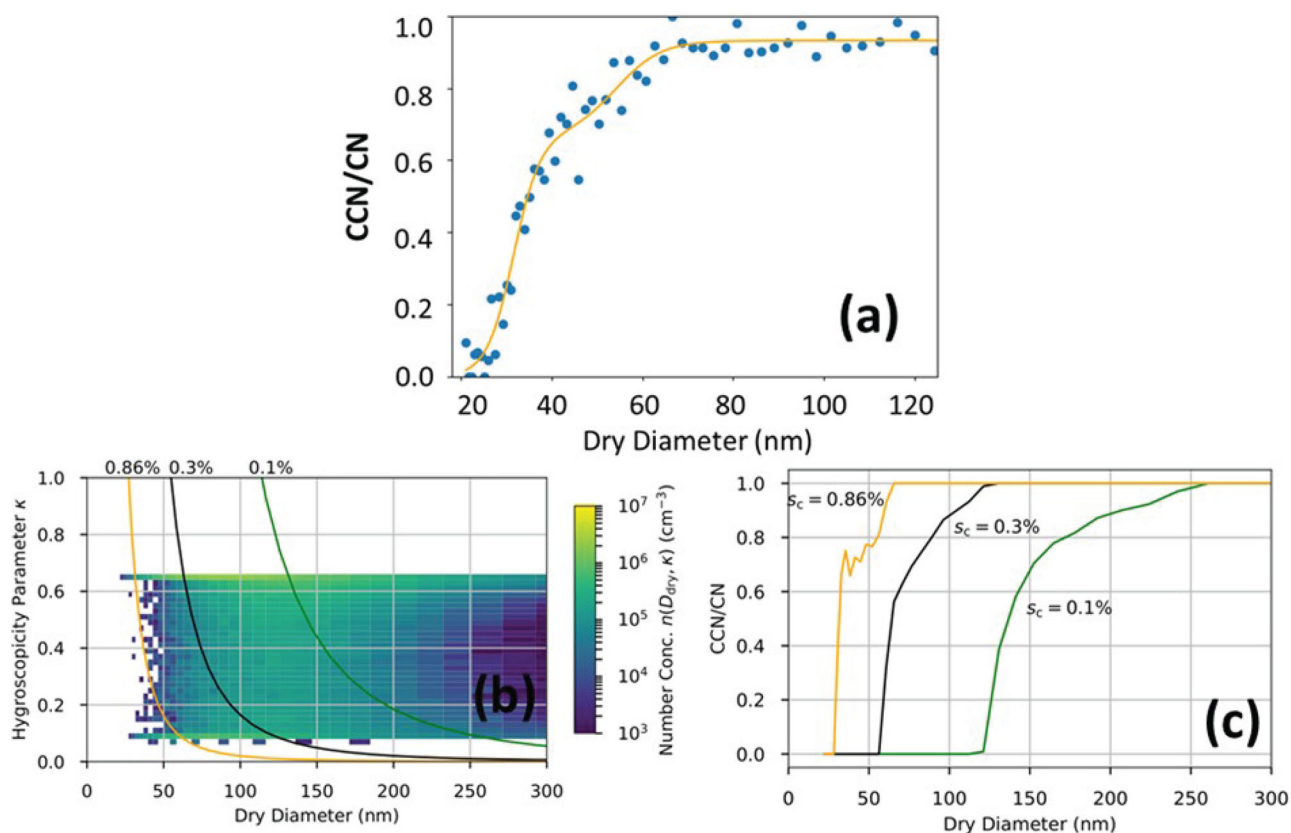 1.0
0.8
0.6
0.4
0.2
0.0
CCN/CN
(a)
20 40 60 80 100 120
Dry Diameter (nm)
0.86% 0.3% 0.1%
1.0
0.8
0.6
0.4
0.2
0.0
Hygroscopicity Parameter κ
(b)
0 50 100 150 200 250 300
Dry Diameter (nm)
10⁷
10⁶
10⁵
10⁴
10³
Number Conc. n(D_dry, κ) (cm⁻³)
1.0
0.8
0.6
0.4
0.2
0.0
CCN/CN
s_c = 0.86%
s_c = 0.3%
s_c = 0.1%
(c)
0 50 100 150 200 250 300
Dry Diameter (nm)